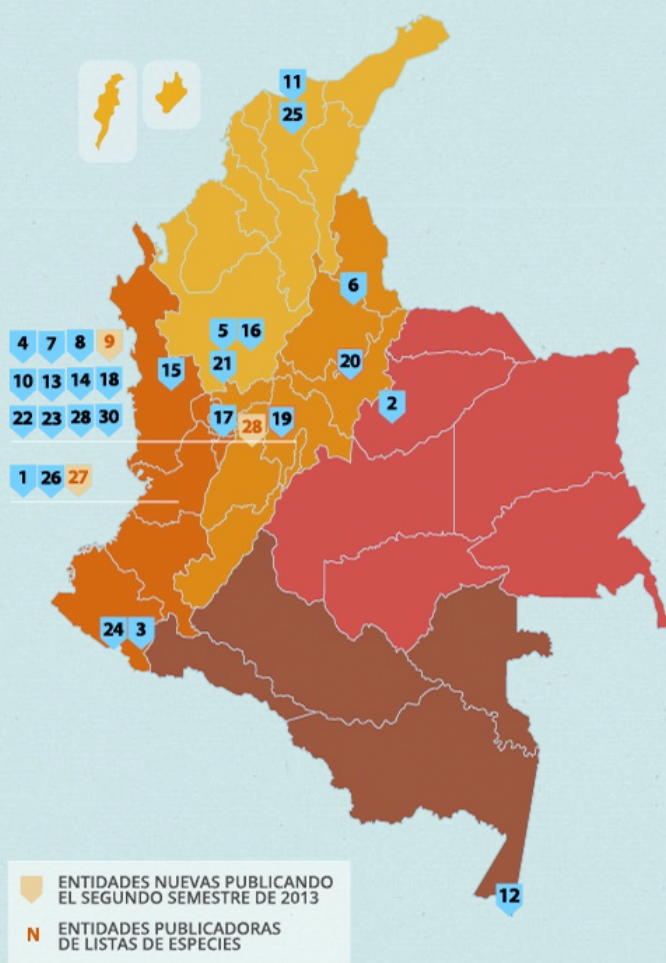 11
25
6
4 7 8 9
5 16
10 13 14 18
15
21
20
2
22 23 28 30
17
28
19
1 26 27
24 3
12
ENTIDADES NUEVAS PUBLICANDO
EL SEGUNDO SEMESTRE DE 2013
N ENTIDADES PUBLICADORAS
DE LISTAS DE ESPECIES